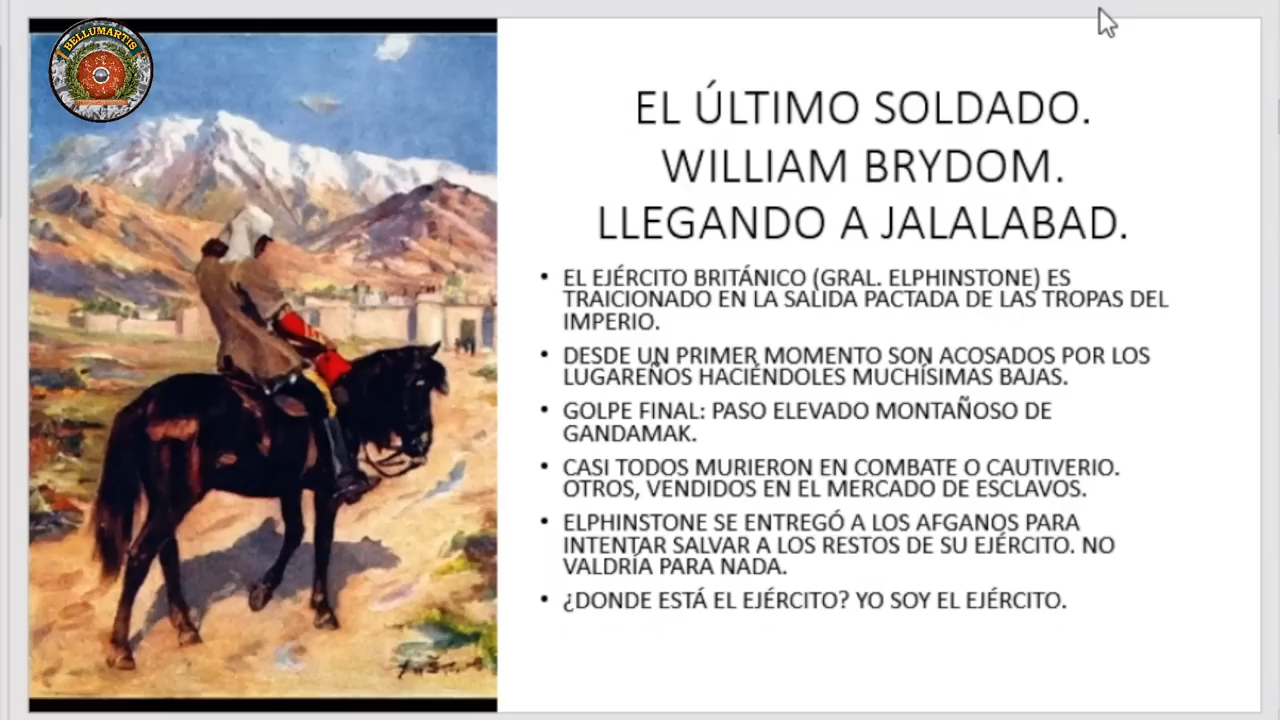 BELLUMARTIS
EL ÚLTIMO SOLDADO.
WILLIAM BRYDOM.
LLEGANDO A JALALABAD.
• EL EJÉRCITO BRITÁNICO (GRAL. ELPHINSTONE) ES
TRAICIONADO EN LA SALIDA PACTADA DE LAS TROPAS DEL
IMPERIO.
• DESDE UN PRIMER MOMENTO SON ACOSADOS POR LOS
LUGAREÑOS HACIÉNDOLES MUCHÍSIMAS BAJAS.
• GOLPE FINAL: PASO ELEVADO MONTAÑOSO DE
GANDAMAK.
• CASI TODOS MURIERON EN COMBATE O CAUTIVERIO.
OTROS, VENDIDOS EN EL MERCADO DE ESCLAVOS.
• ELPHINSTONE SE ENTREGÓ A LOS AFGANOS PARA
INTENTAR SALVAR A LOS RESTOS DE SU EJÉRCITO. NO
VALDRÍA PARA NADA.
• ¿DONDE ESTÁ EL EJÉRCITO? YO SOY EL EJÉRCITO.